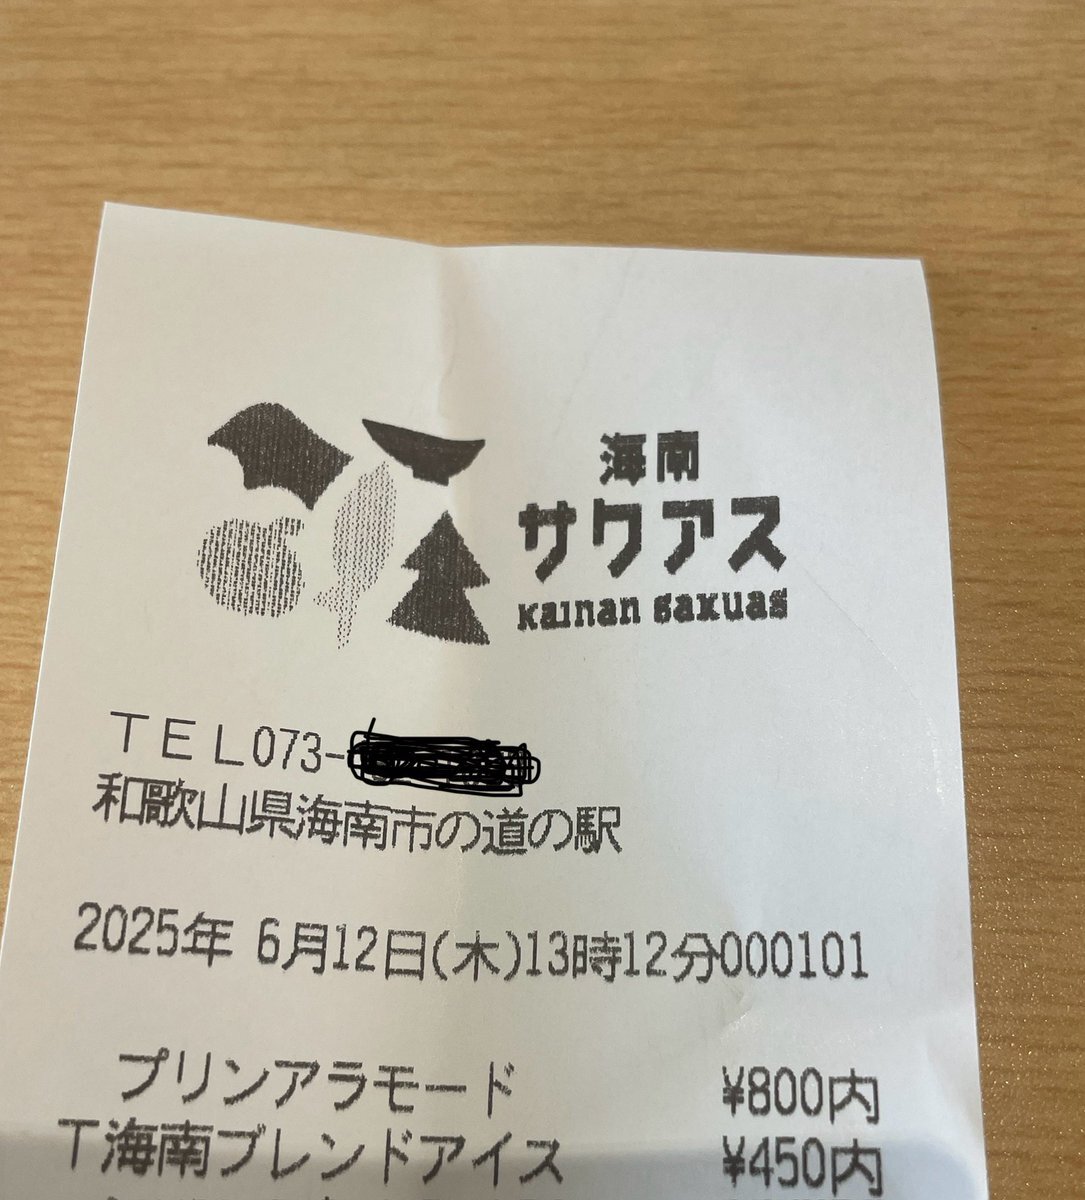 海南
サクアス
Kainan sakuas
TEL073-
和歌山県海南市の道の駅
2025年 6月12日(木)13時12分000101
プリンアラモード ¥800内
T海南ブレンドアイス ¥450内